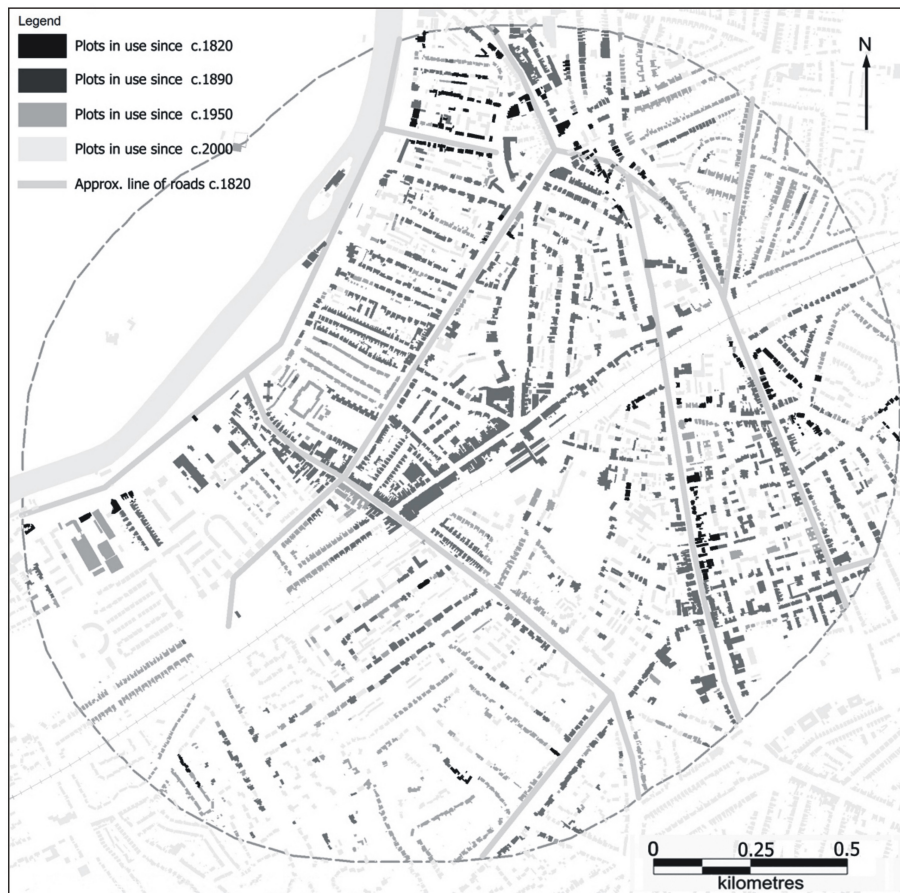 Legend
Plots in use since c.1820
Plots in use since c.1890
Plots in use since c.1950
Plots in use since c.2000
Approx. line of roads c.1820
N
0 0.25 0.5
kilometres